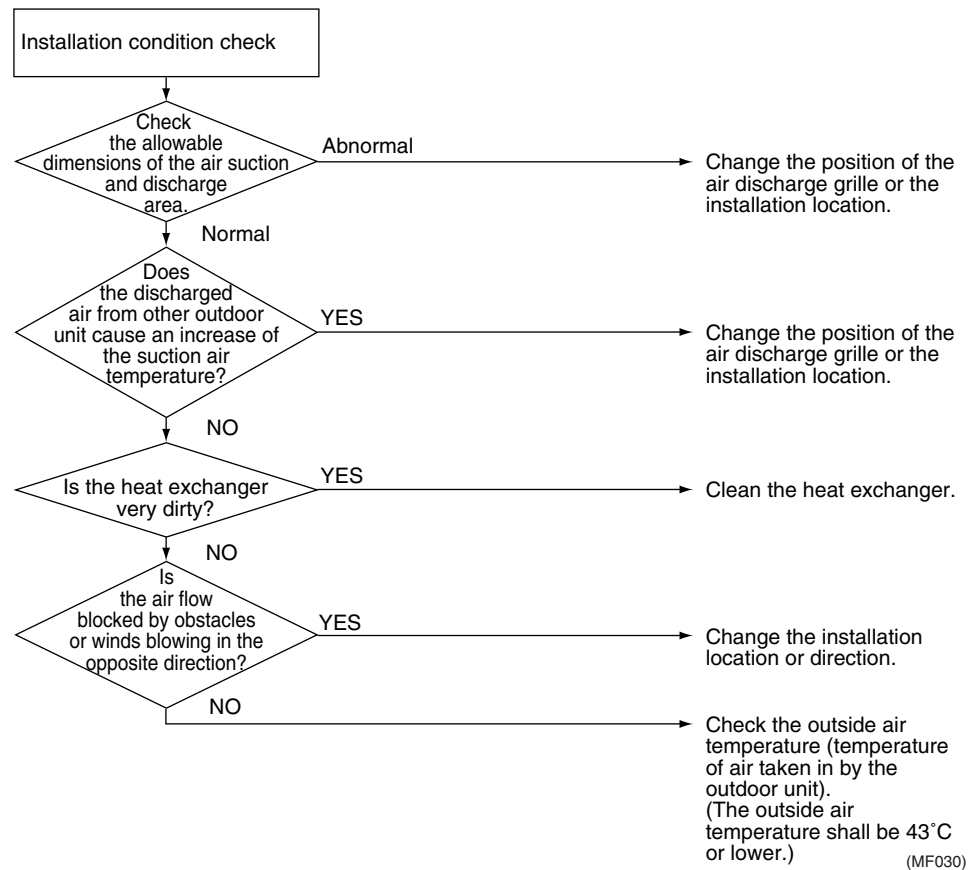 Installation condition check
Check
the allowable
dimensions of the air suction
and discharge
area.
Abnormal
Change the position of the
air discharge grille or the
installation location.
Normal
Does
the discharged
air from other outdoor
unit cause an increase of
the suction air
temperature?
YES
Change the position of the
air discharge grille or the
installation location.
NO
Is the heat exchanger
very dirty?
YES
Clean the heat exchanger.
NO
Is
the air flow
blocked by obstacles
or winds blowing in the
opposite direction?
YES
Change the installation
location or direction.
NO
Check the outside air
temperature (temperature
of air taken in by the
outdoor unit).
(The outside air
temperature shall be 43˚C
or lower.)
(MF030)